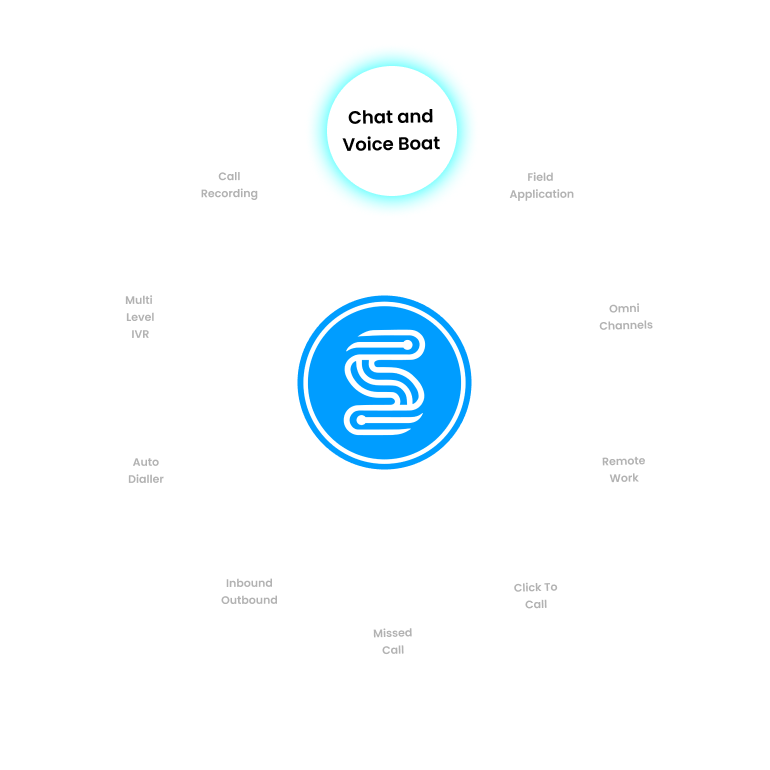 Chat and
Voice Boat
Call
Recording
Field
Application
Multi
Level
IVR
Omni
Channels
Auto
Dialler
Remote
Work
Inbound
Outbound
Click To
Call
Missed
Call